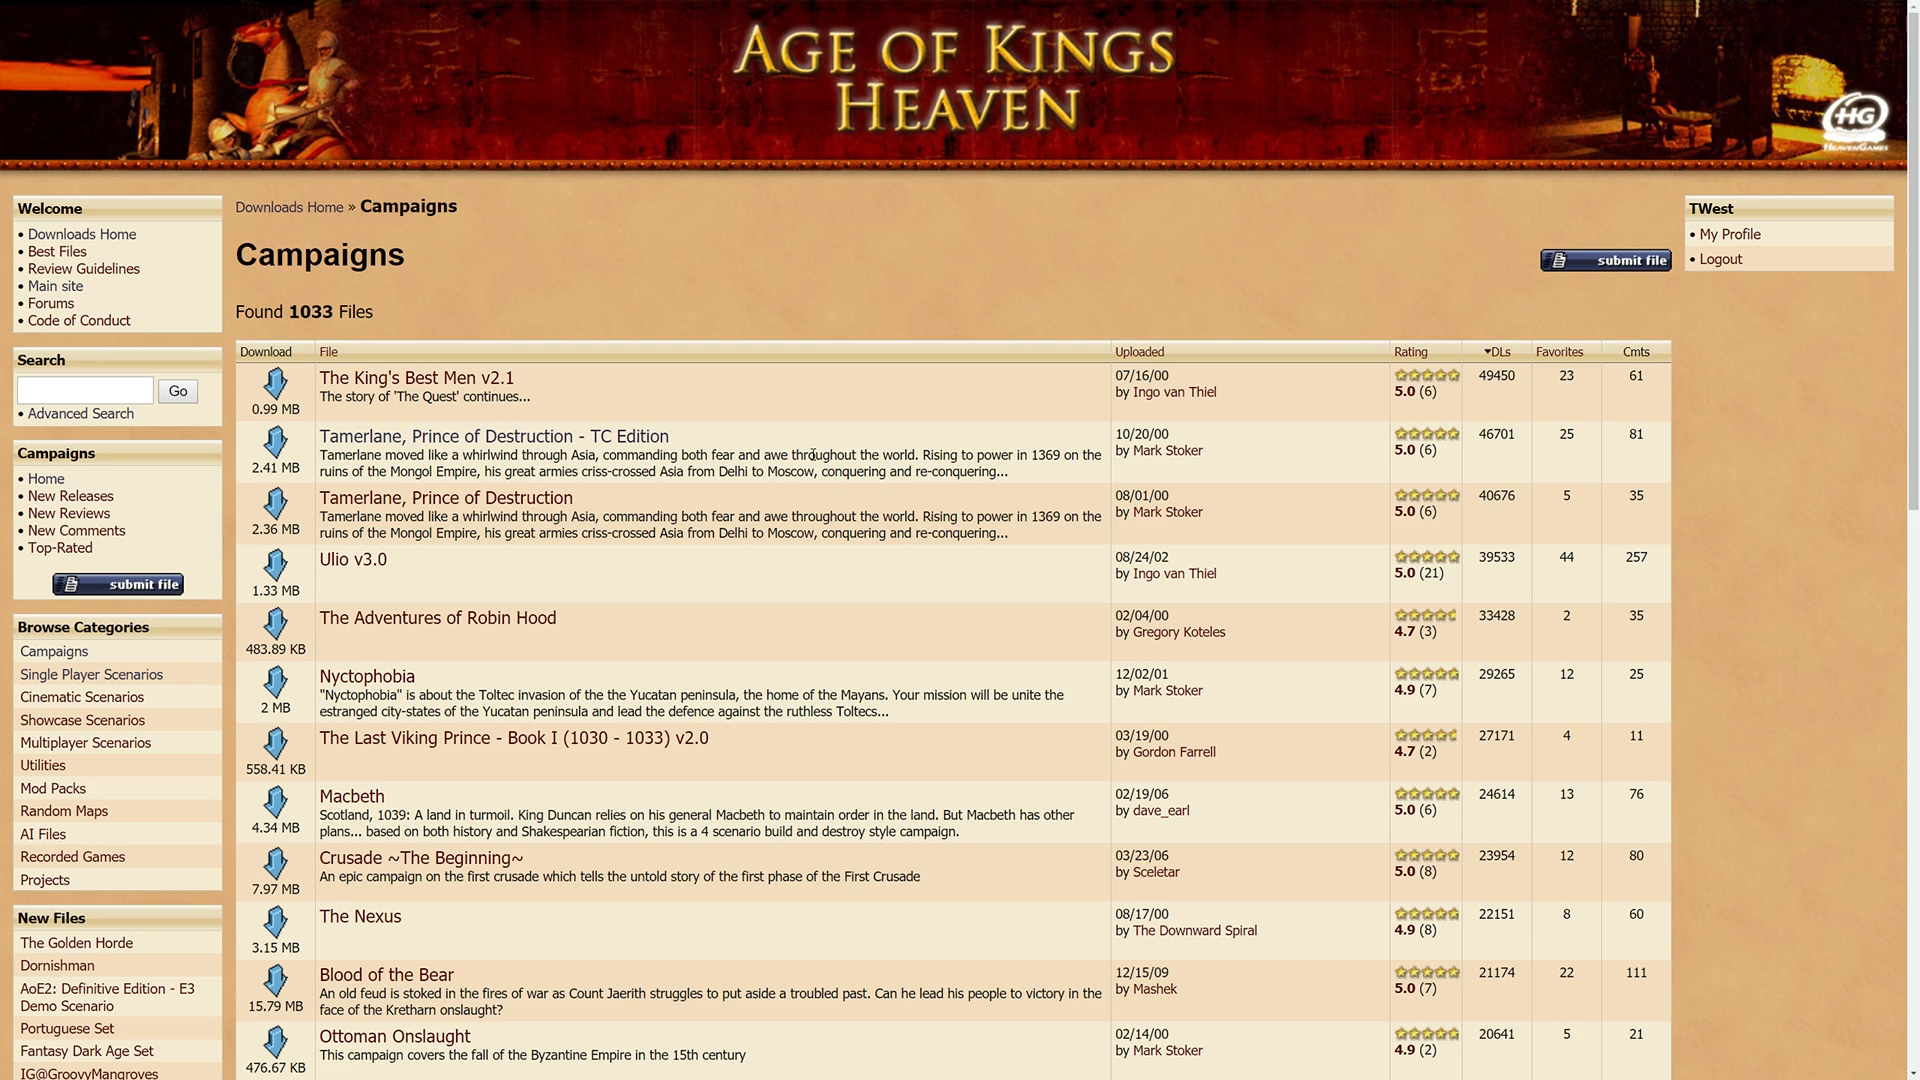 AGE OF KINGS
HEAVEN
HG
HEAVENGAMES
Welcome
• Downloads Home
• Best Files
• Review Guidelines
• Main site
• Forums
• Code of Conduct
Search
Go
• Advanced Search
Campaigns
• Home
• New Releases
• New Reviews
• New Comments
• Top-Rated
submit file
Browse Categories
Campaigns
Single Player Scenarios
Cinematic Scenarios
Showcase Scenarios
Multiplayer Scenarios
Utilities
Mod Packs
Random Maps
AI Files
Recorded Games
Projects
New Files
The Golden Horde
Dornishman
AoE2: Definitive Edition - E3
Demo Scenario
Portuguese Set
Fantasy Dark Age Set
IG@GroovyMangroves
Downloads Home » Campaigns
Campaigns
submit file
Found 1033 Files
Download File Uploaded Rating ▾DLs Favorites Cmts
The King's Best Men v2.1 07/16/00 49450 23 61
The story of 'The Quest' continues... by Ingo van Thiel 5.0 (6)
0.99 MB
Tamerlane, Prince of Destruction - TC Edition 10/20/00 46701 25 81
Tamerlane moved like a whirlwind through Asia, commanding both fear and awe throughout the world. Rising to power in 1369 on the by Mark Stoker 5.0 (6)
2.41 MB ruins of the Mongol Empire, his great armies criss-crossed Asia from Delhi to Moscow, conquering and re-conquering...
Tamerlane, Prince of Destruction 08/01/00 40676 5 35
Tamerlane moved like a whirlwind through Asia, commanding both fear and awe throughout the world. Rising to power in 1369 on the by Mark Stoker 5.0 (6)
2.36 MB ruins of the Mongol Empire, his great armies criss-crossed Asia from Delhi to Moscow, conquering and re-conquering...
Ulio v3.0 08/24/02 39533 44 257
by Ingo van Thiel 5.0 (21)
1.33 MB
The Adventures of Robin Hood 02/04/00 33428 2 35
by Gregory Koteles 4.7 (3)
483.89 KB
Nyctophobia 12/02/01 29265 12 25
"Nyctophobia" is about the Toltec invasion of the the Yucatan peninsula, the home of the Mayans. Your mission will be unite the by Mark Stoker 4.9 (7)
2 MB estranged city-states of the Yucatan peninsula and lead the defence against the ruthless Toltecs...
The Last Viking Prince - Book I (1030 - 1033) v2.0 03/19/00 27171 4 11
by Gordon Farrell 4.7 (2)
558.41 KB
Macbeth 02/19/06 24614 13 76
Scotland, 1039: A land in turmoil. King Duncan relies on his general Macbeth to maintain order in the land. But Macbeth has other by dave_earl 5.0 (6)
4.34 MB plans... based on both history and Shakespearian fiction, this is a 4 scenario build and destroy style campaign.
Crusade ~The Beginning~ 03/23/06 23954 12 80
An epic campaign on the first crusade which tells the untold story of the first phase of the First Crusade by Sceletar 5.0 (8)
7.97 MB
The Nexus 08/17/00 22151 8 60
by The Downward Spiral 4.9 (8)
3.15 MB
Blood of the Bear 12/15/09 21174 22 111
An old feud is stoked in the fires of war as Count Jaerith struggles to put aside a troubled past. Can he lead his people to victory in the by Mashek 5.0 (7)
15.79 MB face of the Kretharn onslaught?
Ottoman Onslaught 02/14/00 20641 5 21
This campaign covers the fall of the Byzantine Empire in the 15th century by Mark Stoker 4.9 (2)
476.67 KB
TWest
• My Profile
• Logout